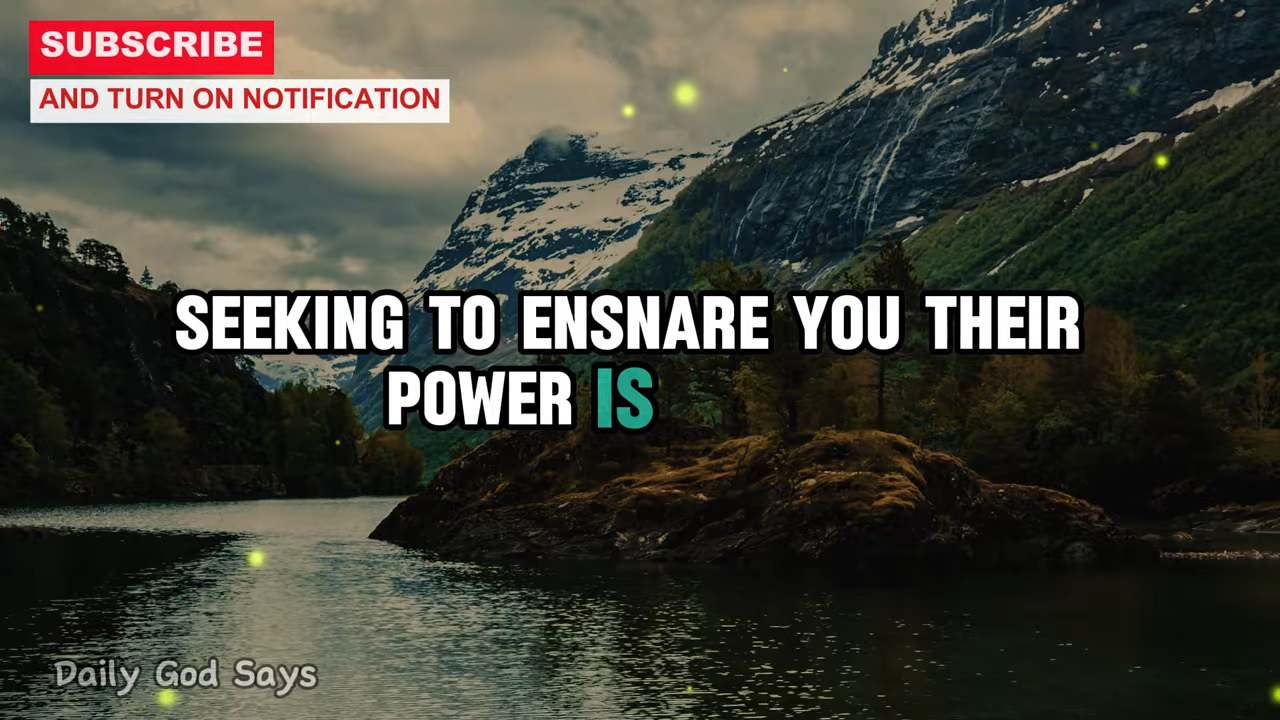 SUBSCRIBE
AND TURN ON NOTIFICATION
SEEKING TO ENSNARE YOU THEIR
POWER IS
Daily God Says